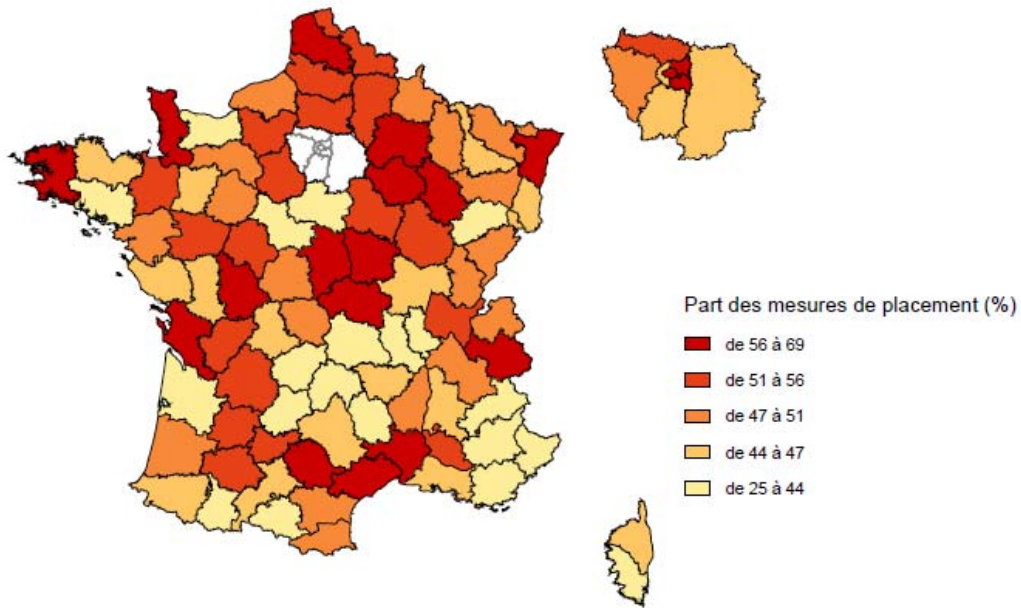 Part des mesures de placement (%)
de 56 à 69
de 51 à 56
de 47 à 51
de 44 à 47
de 25 à 44